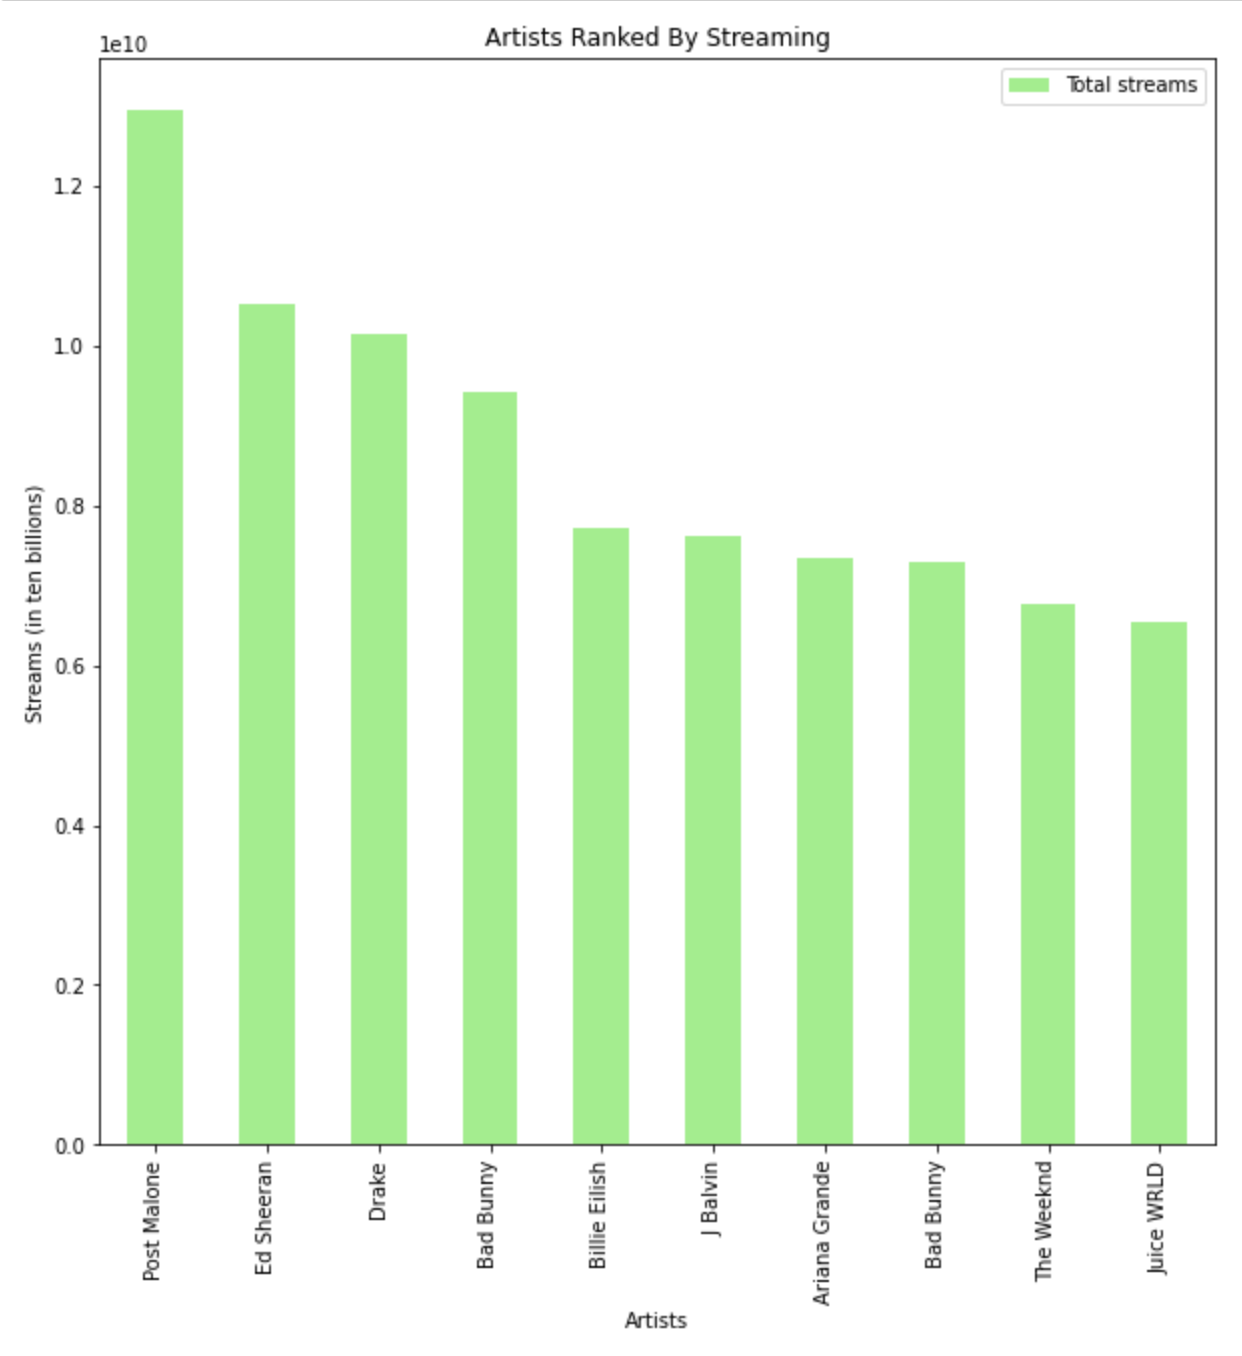 Artists Ranked By Streaming
1e10
Total streams
1.2
1.0
0.8
0.6
0.4
0.2
0.0
Streams (in ten billions)
Post Malone
Ed Sheeran
Drake
Bad Bunny
Billie Eilish
J Balvin
Ariana Grande
Bad Bunny
The Weeknd
Juice WRLD
Artists